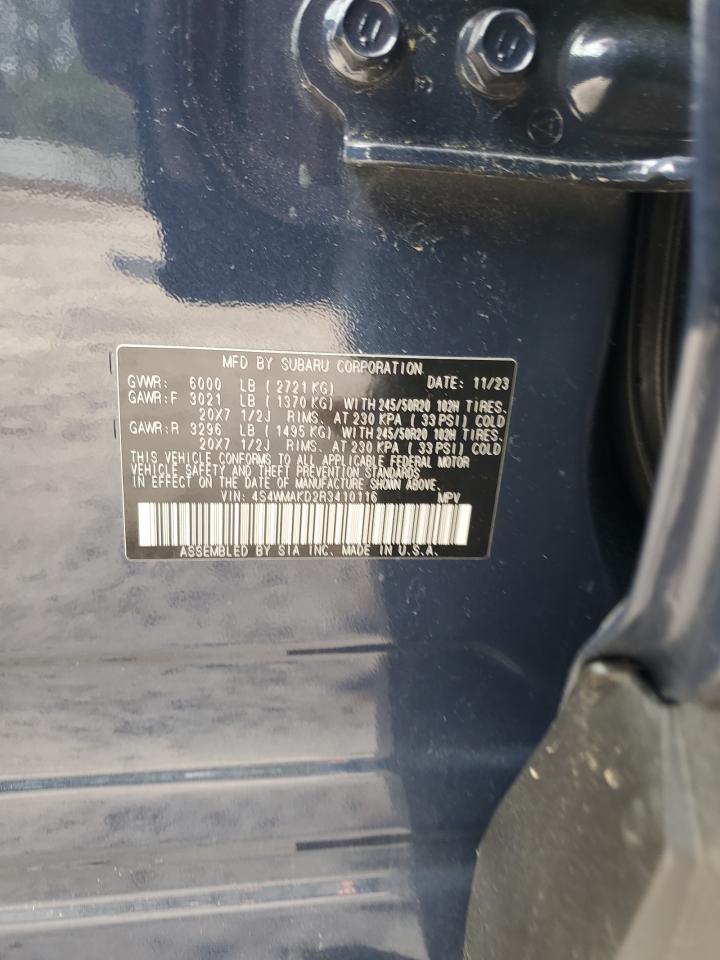 MFD BY SUBARU CORPORATION
GVWR: 6000 LB ( 2721 KG) DATE: 11/23
GAWR:F 3021 LB ( 1370 KG) WITH 245/50R20 102H TIRES.
20X7 1/2J RIMS. AT 230 KPA ( 33 PSI) COLD
GAWR:R 3296 LB ( 1495 KG) WITH 245/50R20 102H TIRES.
20X7 1/2J RIMS. AT 230 KPA ( 33 PSI) COLD
THIS VEHICLE CONFORMS TO ALL APPLICABLE FEDERAL MOTOR
VEHICLE SAFETY AND THEFT PREVENTION STANDARDS
IN EFFECT ON THE DATE OF MANUFACTURE SHOWN ABOVE.
VIN: 4S4WMAKD2R3410116 MPV
ASSEMBLED BY SIA INC. MADE IN U.S.A.